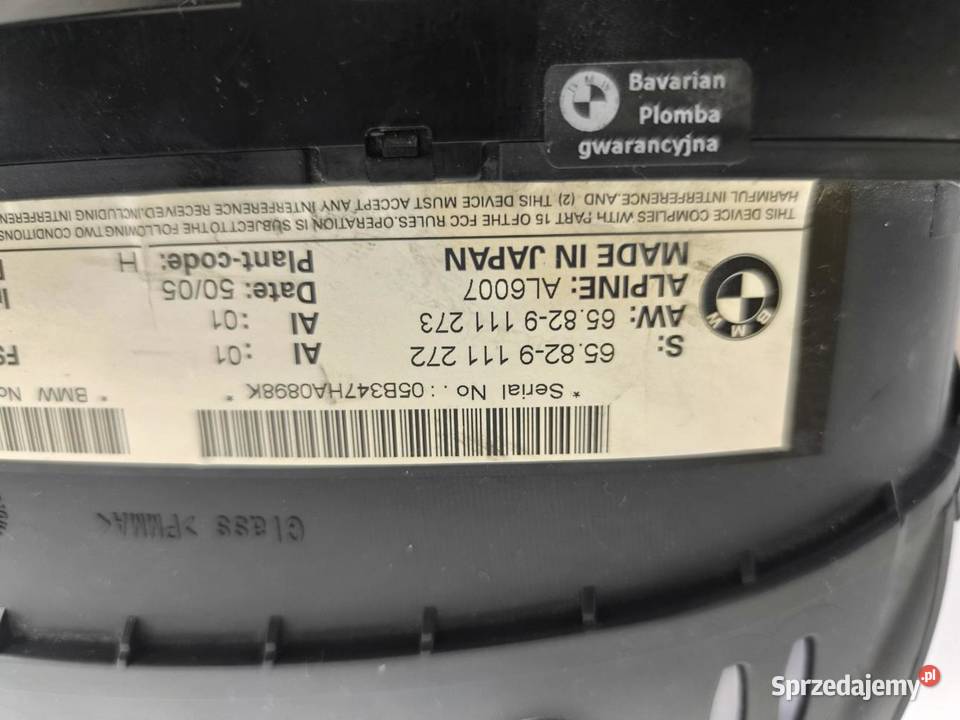 Bavarian
Plomba
gwarancyjna
* Serial No.: 05B347HA0898K * * BMW No
S: 65.82-9 111 272 AI :01
AW: 65.82-9 111 273 AI :01
ALPINE: AL6007 Date: 50/05
MADE IN JAPAN Plant-code: H
THIS DEVICE COMPLIES WITH PART 15 OF THE FCC RULES.OPERATION IS SUBJECT TO THE FOLLOWING TWO CONDITIONS
HARMFUL INTERFERENCE,AND (2) THIS DEVICE MUST ACCEPT ANY INTERFERENCE RECEIVED,INCLUDING INTERFERENCE
BMW
BMW
Glass >PMMA<
Sprzedajemy.pl